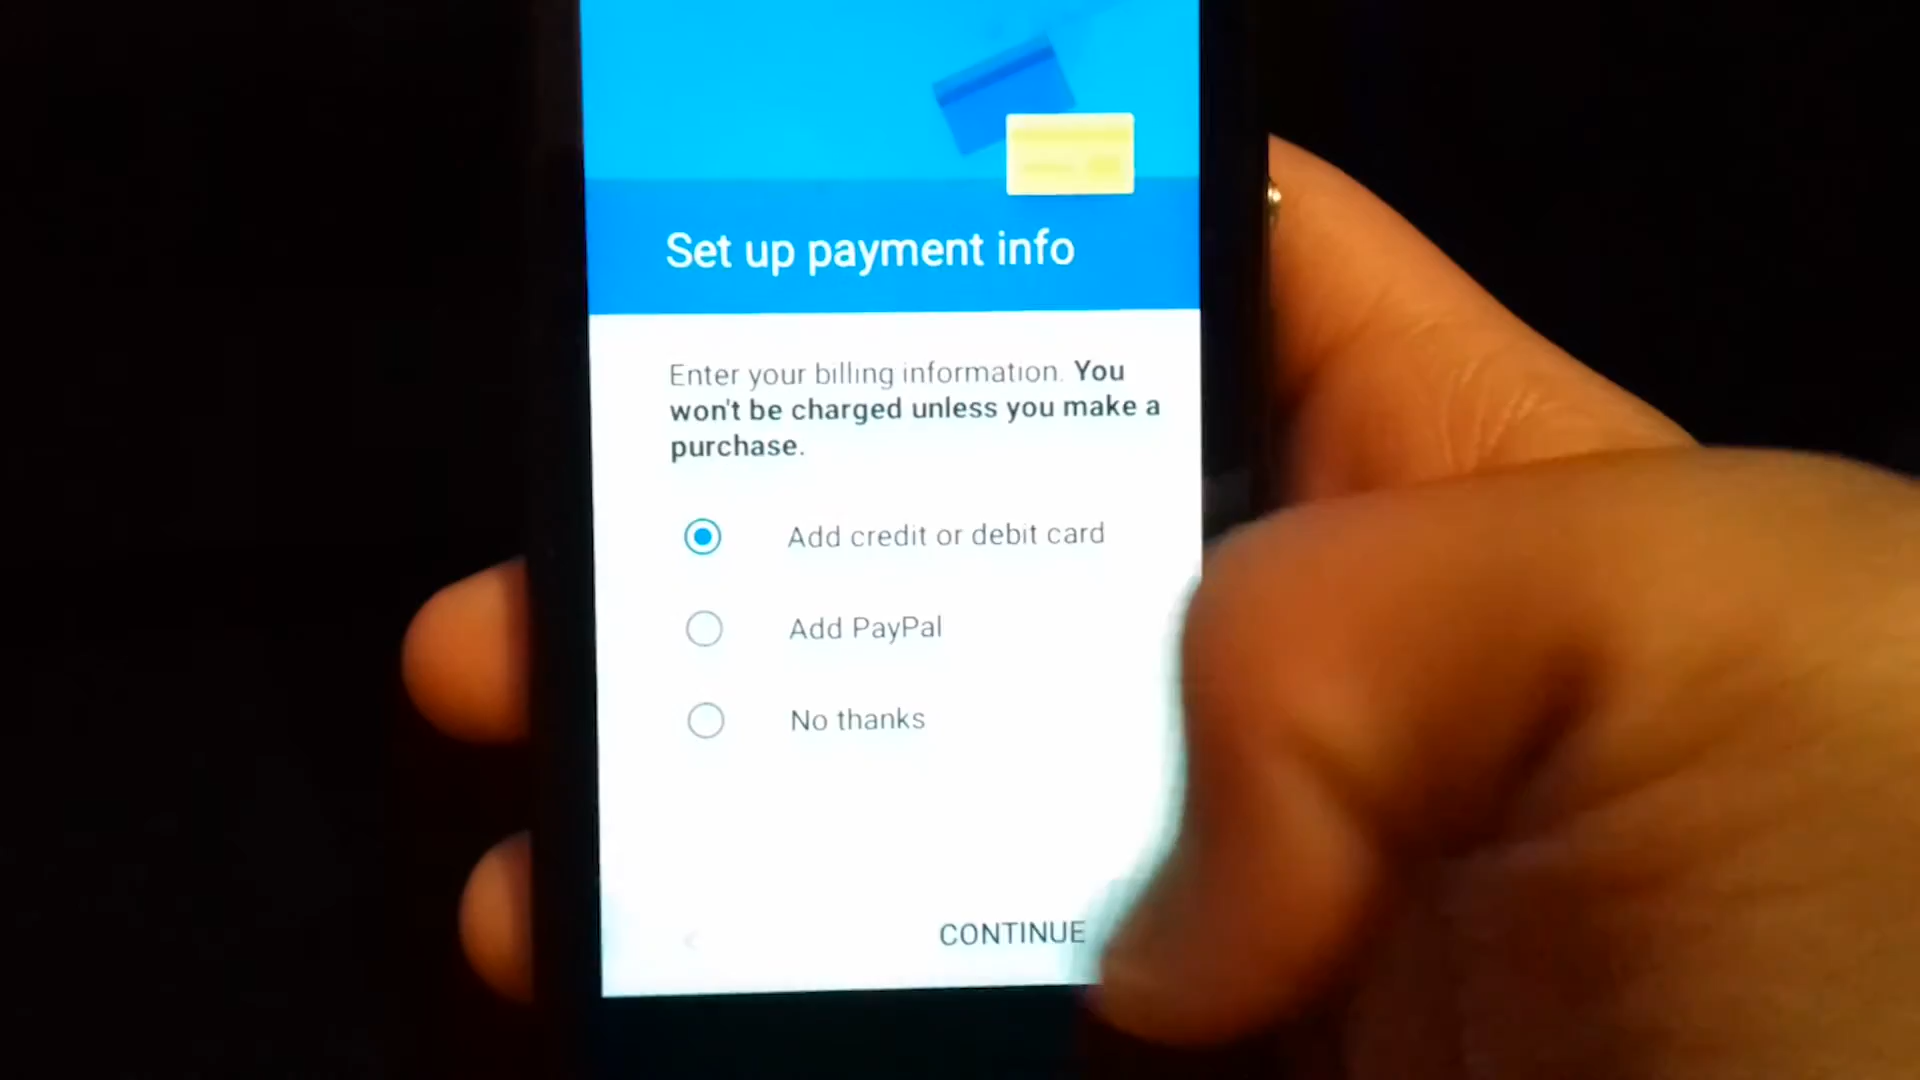 Set up payment info
Enter your billing information. You
won't be charged unless you make a
purchase.
Add credit or debit card
Add PayPal
No thanks
CONTINUE